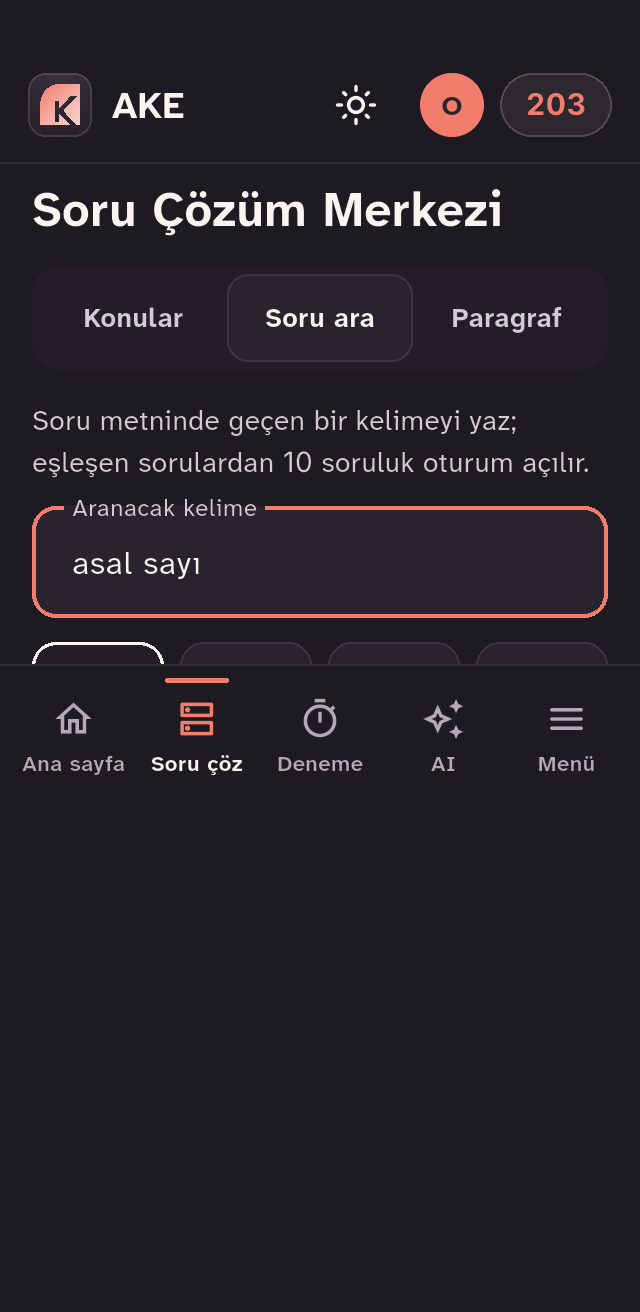 AKE
O
203
Soru Çözüm Merkezi
Konular
Soru ara
Paragraf
Soru metninde geçen bir kelimeyi yaz;
eşleşen sorulardan 10 soruluk oturum açılır.
Aranacak kelime
asal sayı
Ana sayfa
Soru çöz
Deneme
AI
Menü